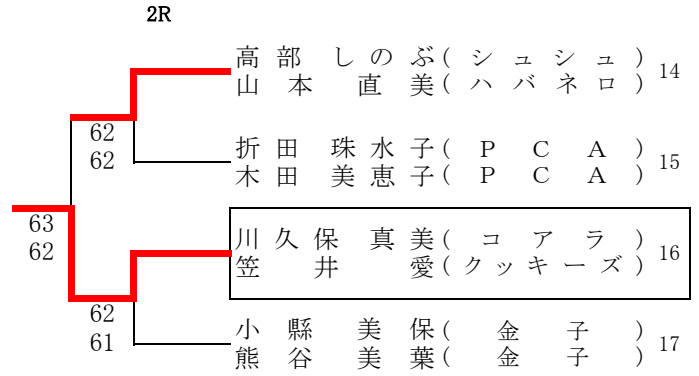 2R
高部 しのぶ(シュシュ) 14
山本 直美(ハバネロ)
62
62
折田 珠水子(PCA) 15
木田 美恵子(PCA)
63
62
川久保 真美(コアラ) 16
笠井 愛(クッキーズ)
62
61
小縣 美保(金子) 17
熊谷 美葉(金子)